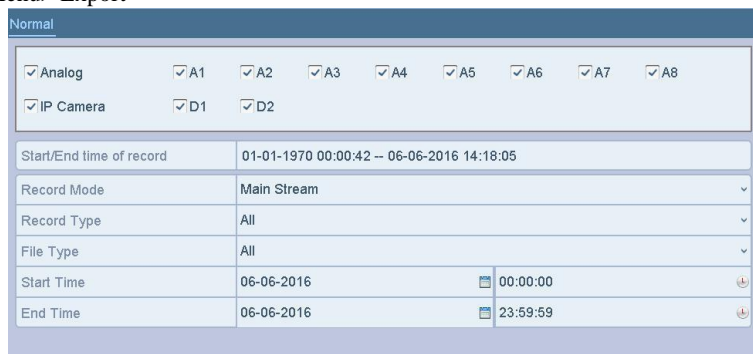 Export
Normal
Analog A1 A2 A3 A4 A5 A6 A7 A8
IP Camera D1 D2
Start/End time of record 01-01-1970 00:00:42 -- 06-06-2016 14:18:05
Record Mode Main Stream
Record Type All
File Type All
Start Time 06-06-2016 00:00:00
End Time 06-06-2016 23:59:59